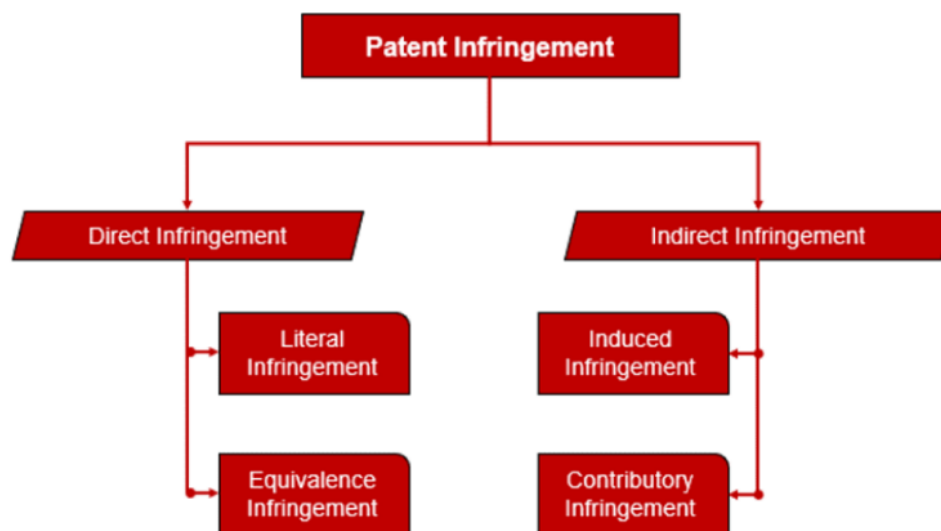 Patent Infringement
Direct Infringement
Indirect Infringement
Literal
Infringement
Induced
Infringement
Equivalence
Infringement
Contributory
Infringement